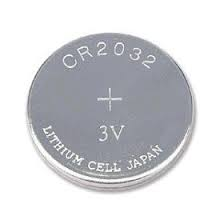 CR2032
+
3V
LITHIUM CELL JAPAN